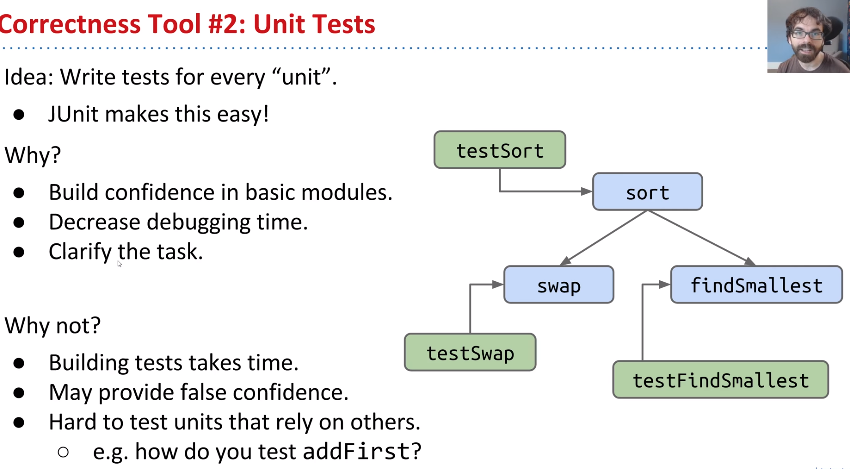 Correctness Tool #2: Unit Tests
Idea: Write tests for every “unit”.
● JUnit makes this easy!
Why?
● Build confidence in basic modules.
● Decrease debugging time.
● Clarify the task.
Why not?
● Building tests takes time.
● May provide false confidence.
● Hard to test units that rely on others.
○ e.g. how do you test addFirst?
testSort
sort
swap
findSmallest
testSwap
testFindSmallest